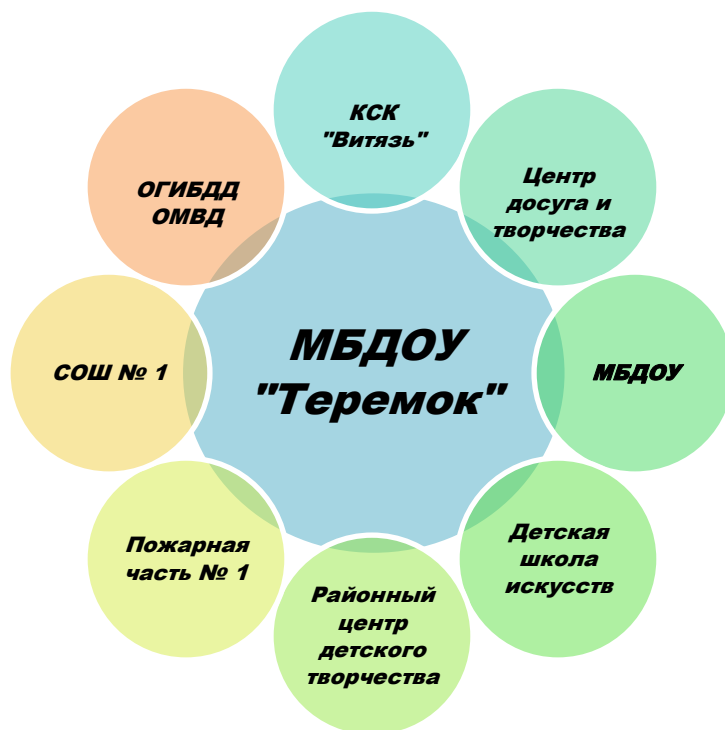 КСК
"Витязь"
ОГИБДД
ОМВД
Центр
досуга и
творчества
МБДОУ
"Теремок"
СОШ № 1
МБДОУ
Пожарная
часть № 1
Детская
школа
искусств
Районный
центр
детского
творчества